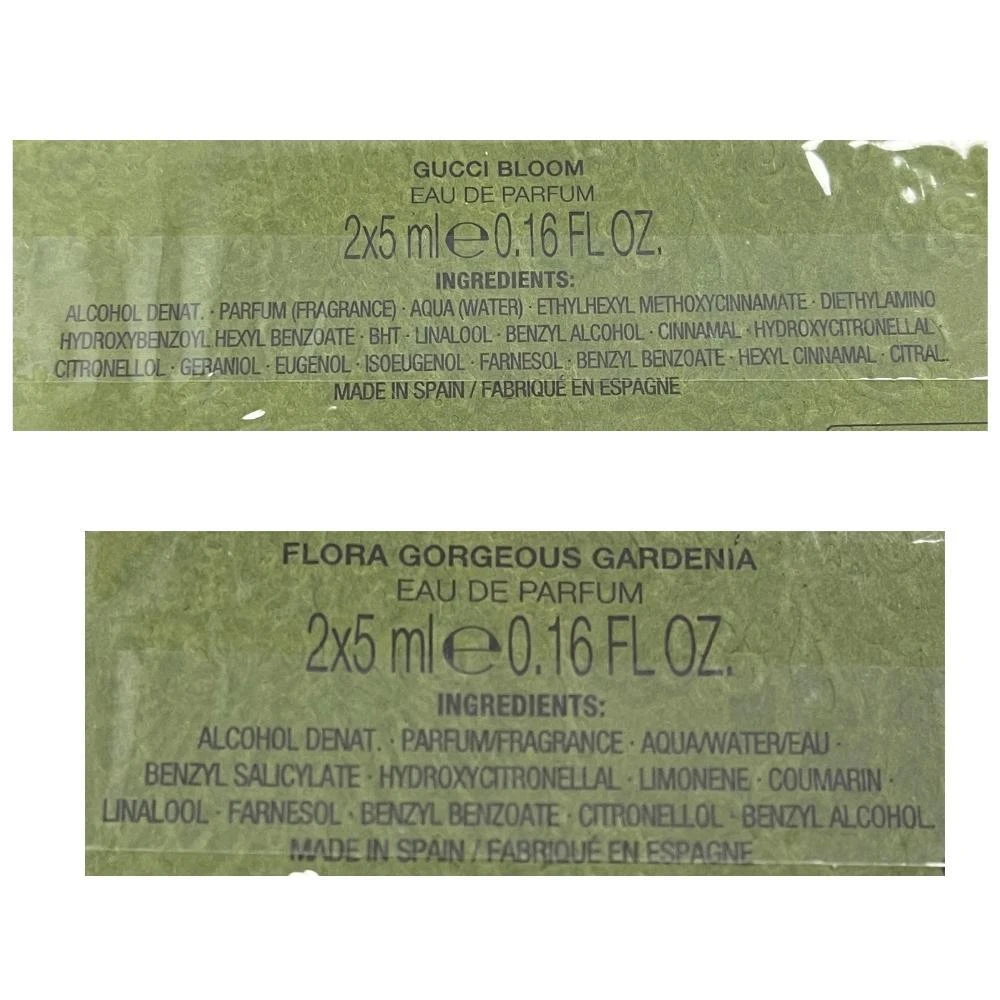 GUCCI BLOOM
EAU DE PARFUM
2x5 ml e 0.16 FL OZ.
INGREDIENTS:
ALCOHOL DENAT. · PARFUM (FRAGRANCE) · AQUA (WATER) · ETHYLHEXYL METHOXYCINNAMATE · DIETHYLAMINO
HYDROXYBENZOYL HEXYL BENZOATE · BHT · LINALOOL · BENZYL ALCOHOL · CINNAMAL · HYDROXYCITRONELLAL ·
CITRONELLOL · GERANIOL · EUGENOL · ISOEUGENOL · FARNESOL · BENZYL BENZOATE · HEXYL CINNAMAL · CITRAL.
MADE IN SPAIN / FABRIQUÉ EN ESPAGNE
FLORA GORGEOUS GARDENIA
EAU DE PARFUM
2x5 ml e 0.16 FL OZ.
INGREDIENTS:
ALCOHOL DENAT. · PARFUM/FRAGRANCE · AQUA/WATER/EAU ·
BENZYL SALICYLATE · HYDROXYCITRONELLAL · LIMONENE · COUMARIN ·
LINALOOL · FARNESOL · BENZYL BENZOATE · CITRONELLOL · BENZYL ALCOHOL.
MADE IN SPAIN / FABRIQUÉ EN ESPAGNE